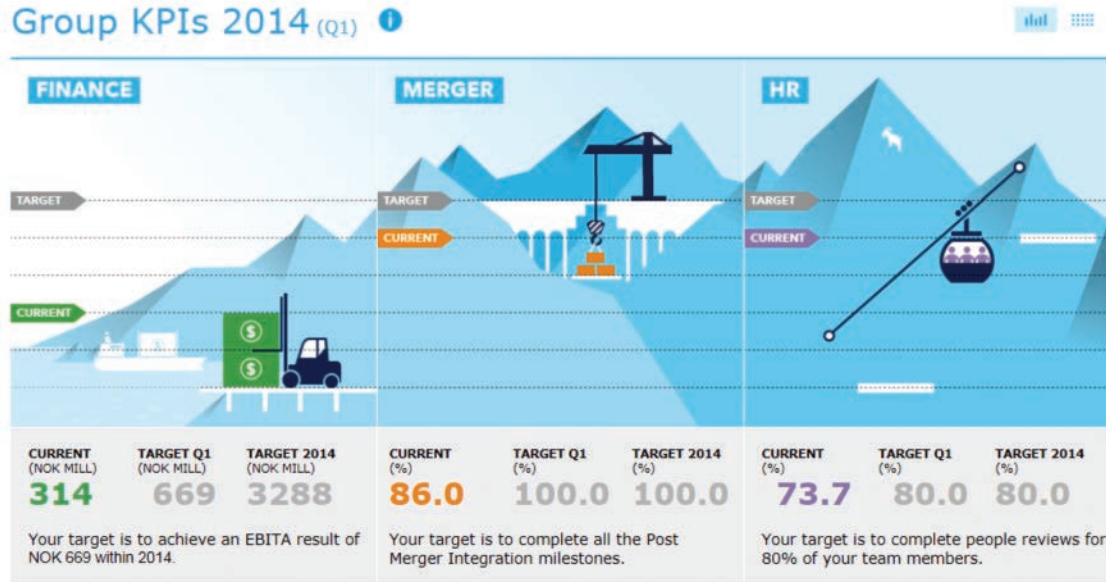 Group KPIs 2014 (Q1) i
FINANCE
TARGET
CURRENT
$
$
CURRENT TARGET Q1 TARGET 2014
(NOK MILL) (NOK MILL) (NOK MILL)
314 669 3288
Your target is to achieve an EBITA result of
NOK 669 within 2014.
MERGER
TARGET
CURRENT
CURRENT TARGET Q1 TARGET 2014
(%) (%) (%)
86.0 100.0 100.0
Your target is to complete all the Post
Merger Integration milestones.
HR
TARGET
CURRENT
CURRENT TARGET Q1 TARGET 2014
(%) (%) (%)
73.7 80.0 80.0
Your target is to complete people reviews for
80% of your team members.